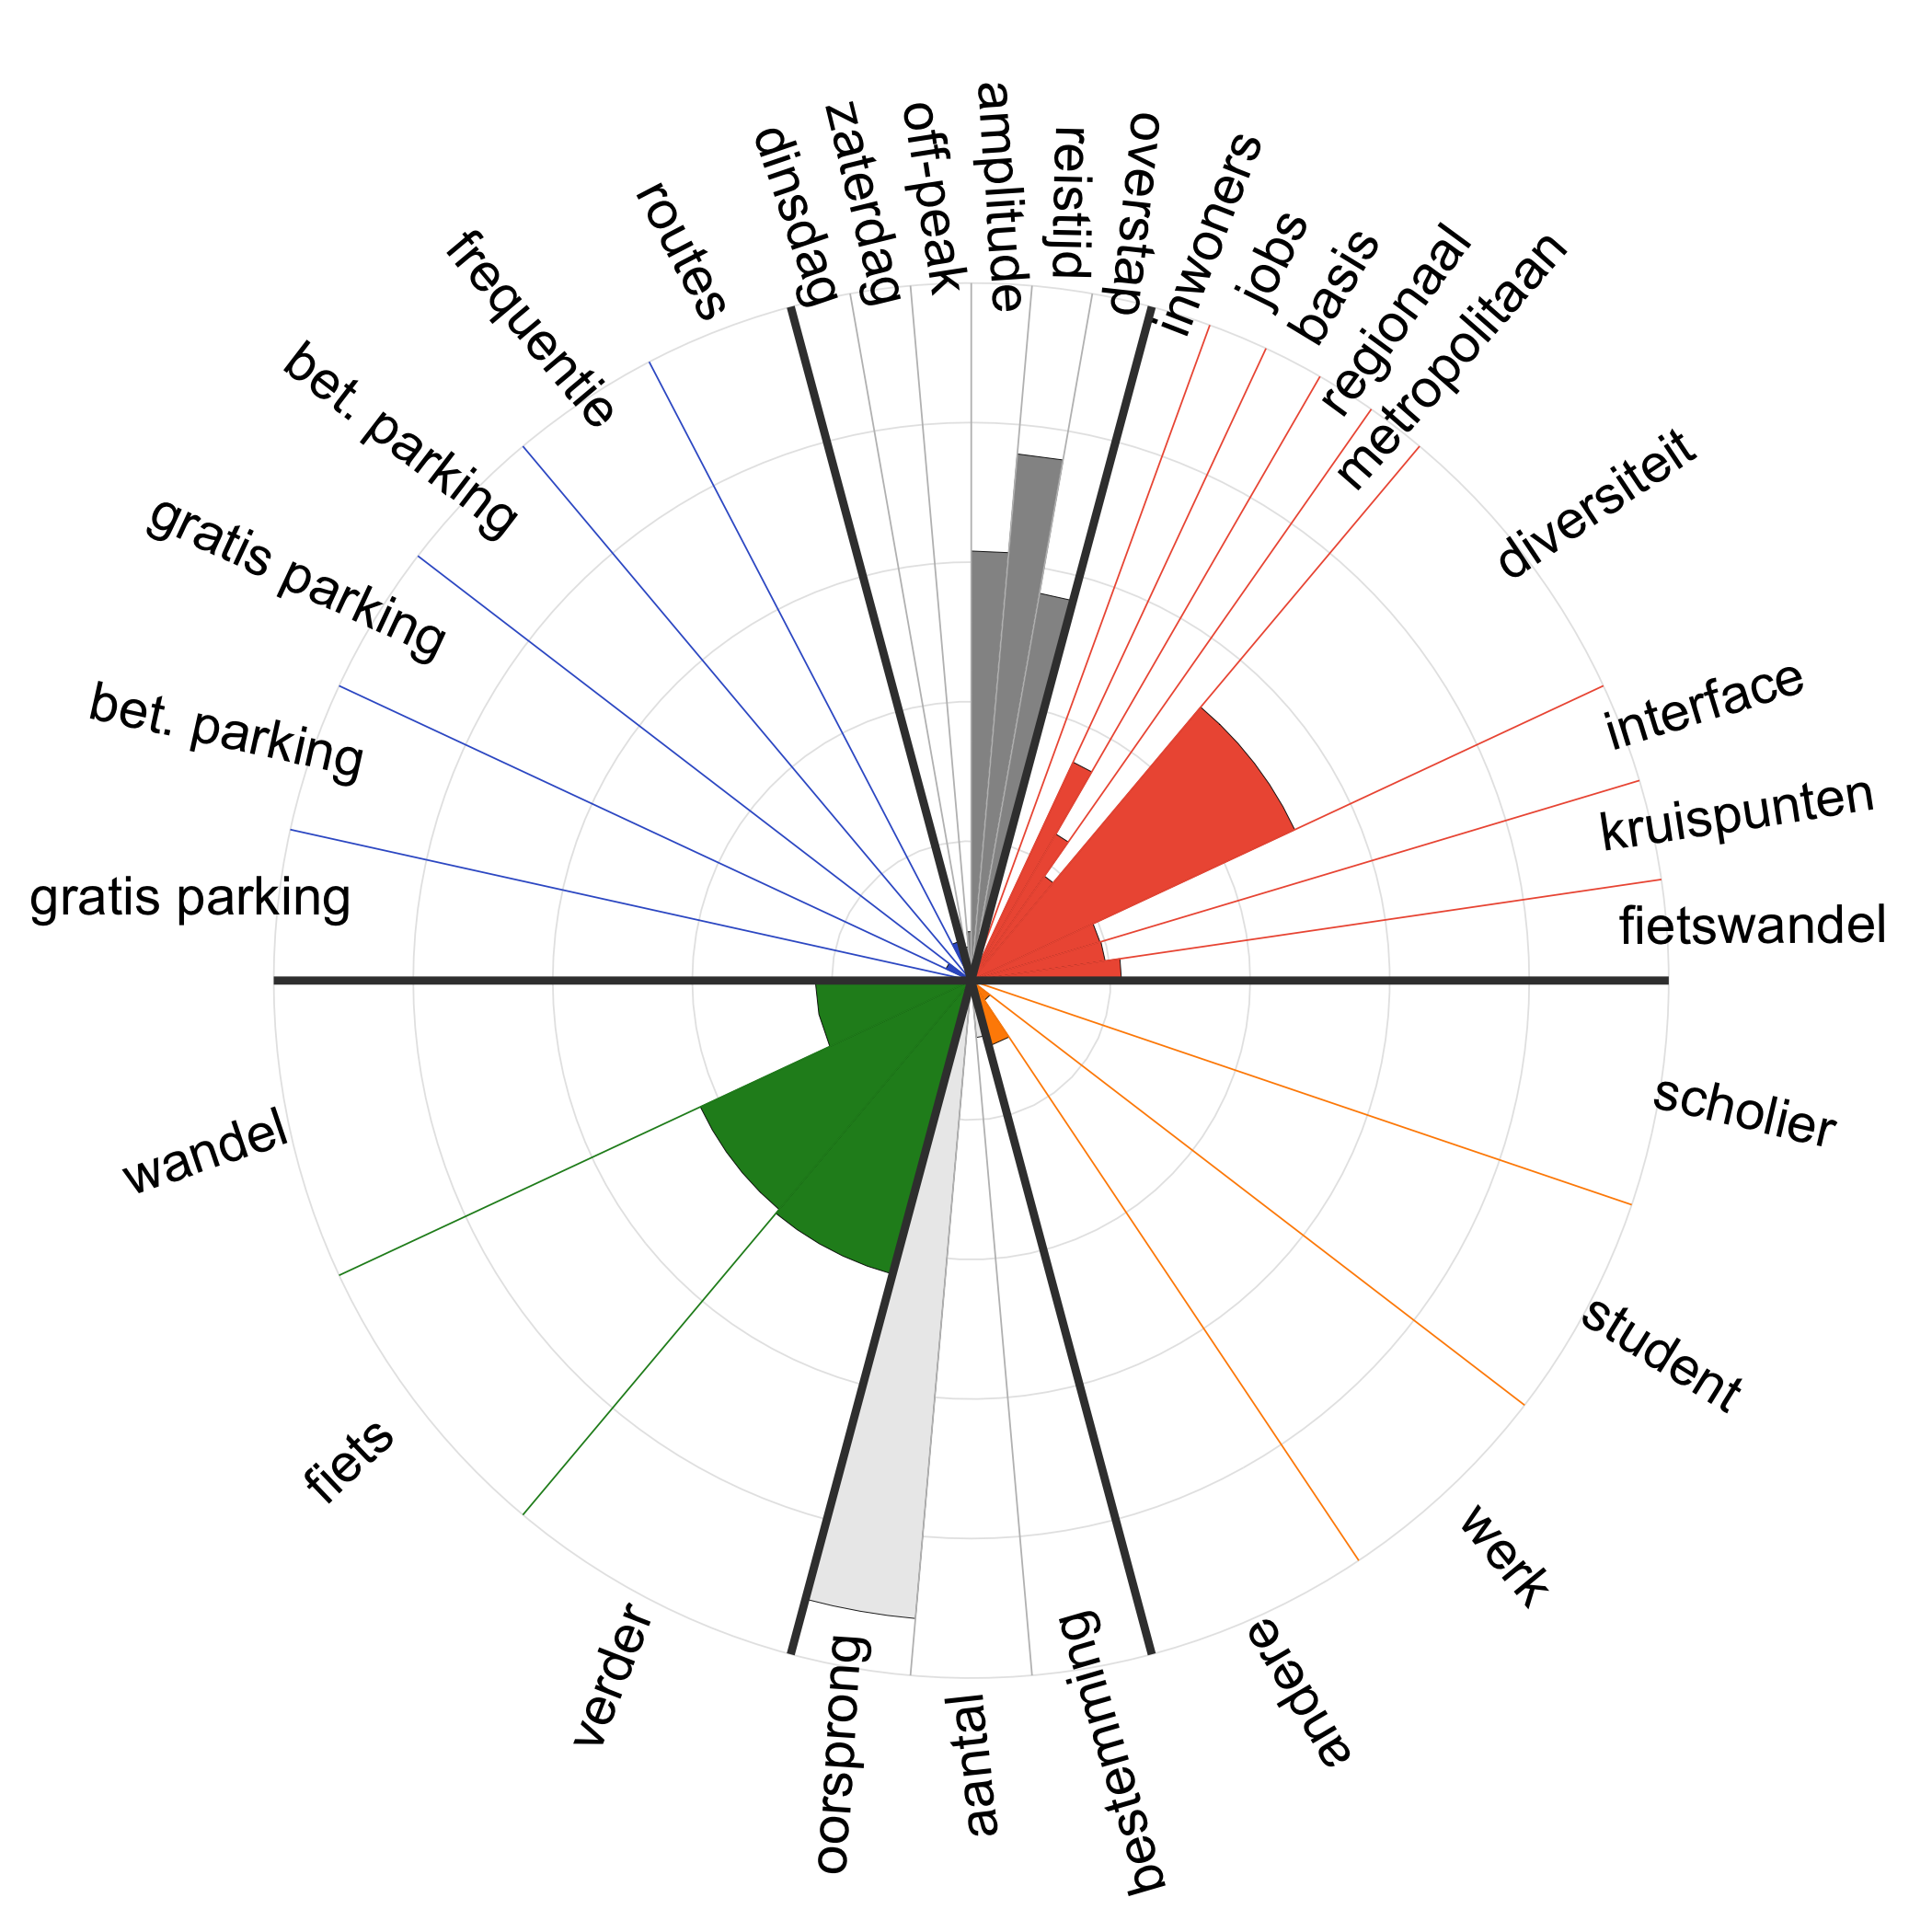 amplitude
reistijd
overstap
inwoners
jobs
basis
regionaal
metropolitaan
diversiteit
interface
kruispunten
fietswandel
scholier
student
werk
andere
bestemming
aantal
oorsprong
verder
fiets
wandel
gratis parking
bet. parking
gratis parking
bet. parking
frequentie
routes
dinsdag
zaterdag
off-peak